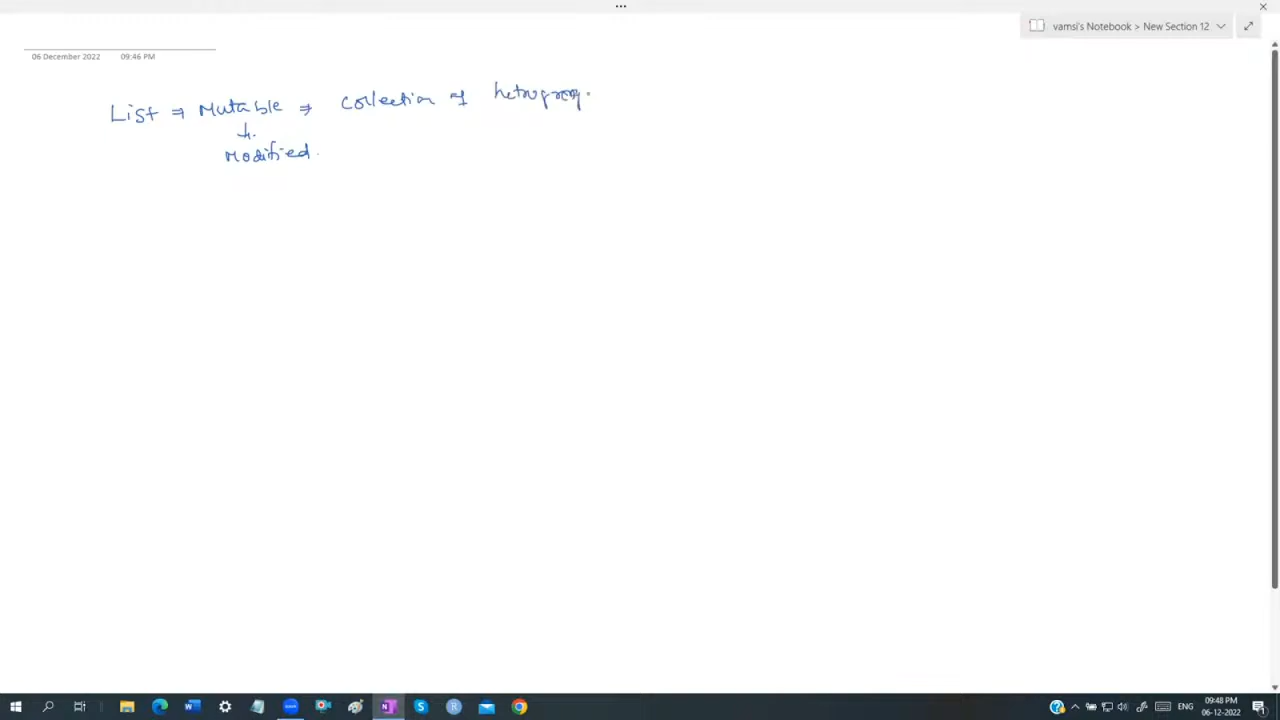 vamsi's Notebook > New Section 12
06 December 2022 09:46 PM
List ⇒ Mutable ⇒ Collection of
Modified.
ENG
09:48 PM
06-12-2022